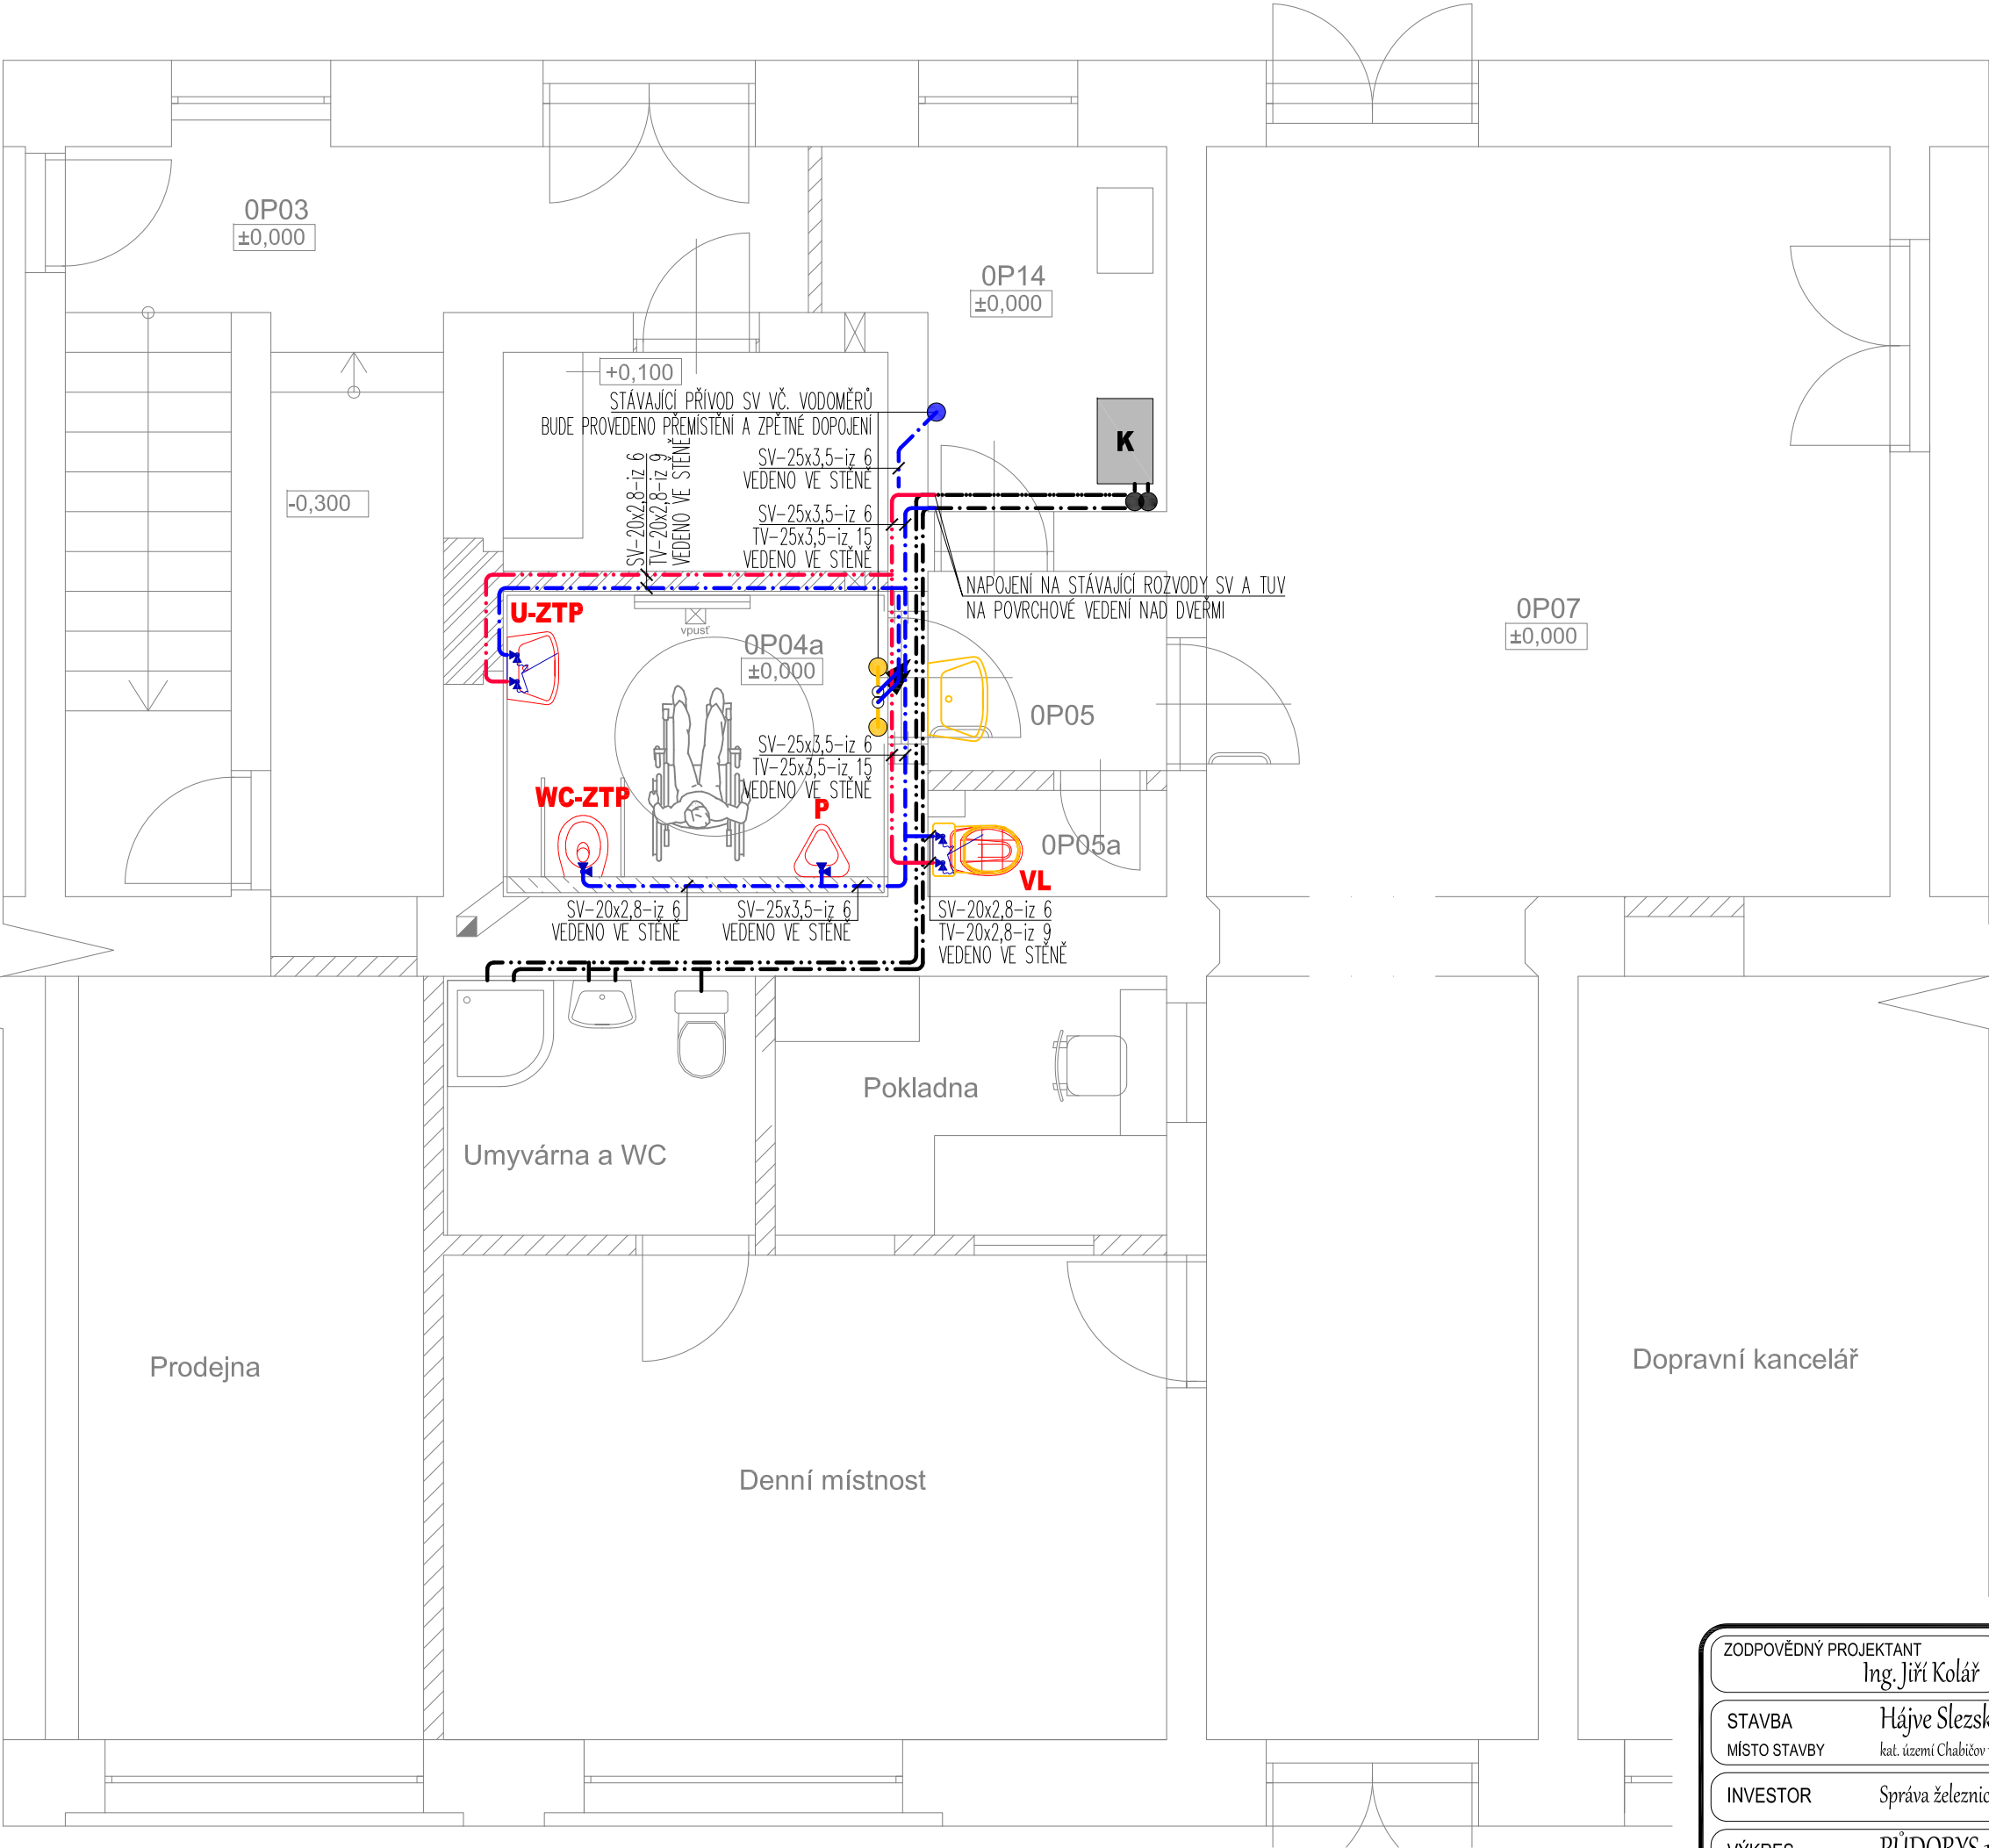 0P03
±0,000
0P14
±0,000
+0,100
STÁVAJÍCÍ PŘÍVOD SV VČ. VODOMĚRŮ
BUDE PROVEDENO PŘEMÍSTĚNÍ A ZPĚTNÉ DOPOJENÍ
K
SV-20x2,8-iz 6
TV-20x2,8-iz 9
VEDENO VE STĚNĚ
SV-25x3,5-iz 6
VEDENO VE STĚNĚ
-0,300
SV-25x3,5-iz 6
TV-25x3,5-iz 15
VEDENO VE STĚNĚ
NAPOJENÍ NA STÁVAJÍCÍ ROZVODY SV A TUV
NA POVRCHOVÉ VEDENÍ NAD DVEŘMI
U-ZTP
vpusť
0P04a
±0,000
0P07
±0,000
0P05
SV-25x3,5-iz 6
TV-25x3,5-iz 15
VEDENO VE STĚNĚ
WC-ZTP
P
0P05a
VL
SV-20x2,8-iz 6
VEDENO VE STĚNĚ
SV-25x3,5-iz 6
VEDENO VE STĚNĚ
SV-20x2,8-iz 6
TV-20x2,8-iz 9
VEDENO VE STĚNĚ
Pokladna
Umyvárna a WC
Prodejna
Dopravní kancelář
Denní místnost
ZODPOVĚDNÝ PROJEKTANT
Ing. Jiří Kolář
STAVBA Hájve Slezsk
MÍSTO STAVBY kat. území Chabičov
INVESTOR Správa železnic
VÝKRES PŮDORYS